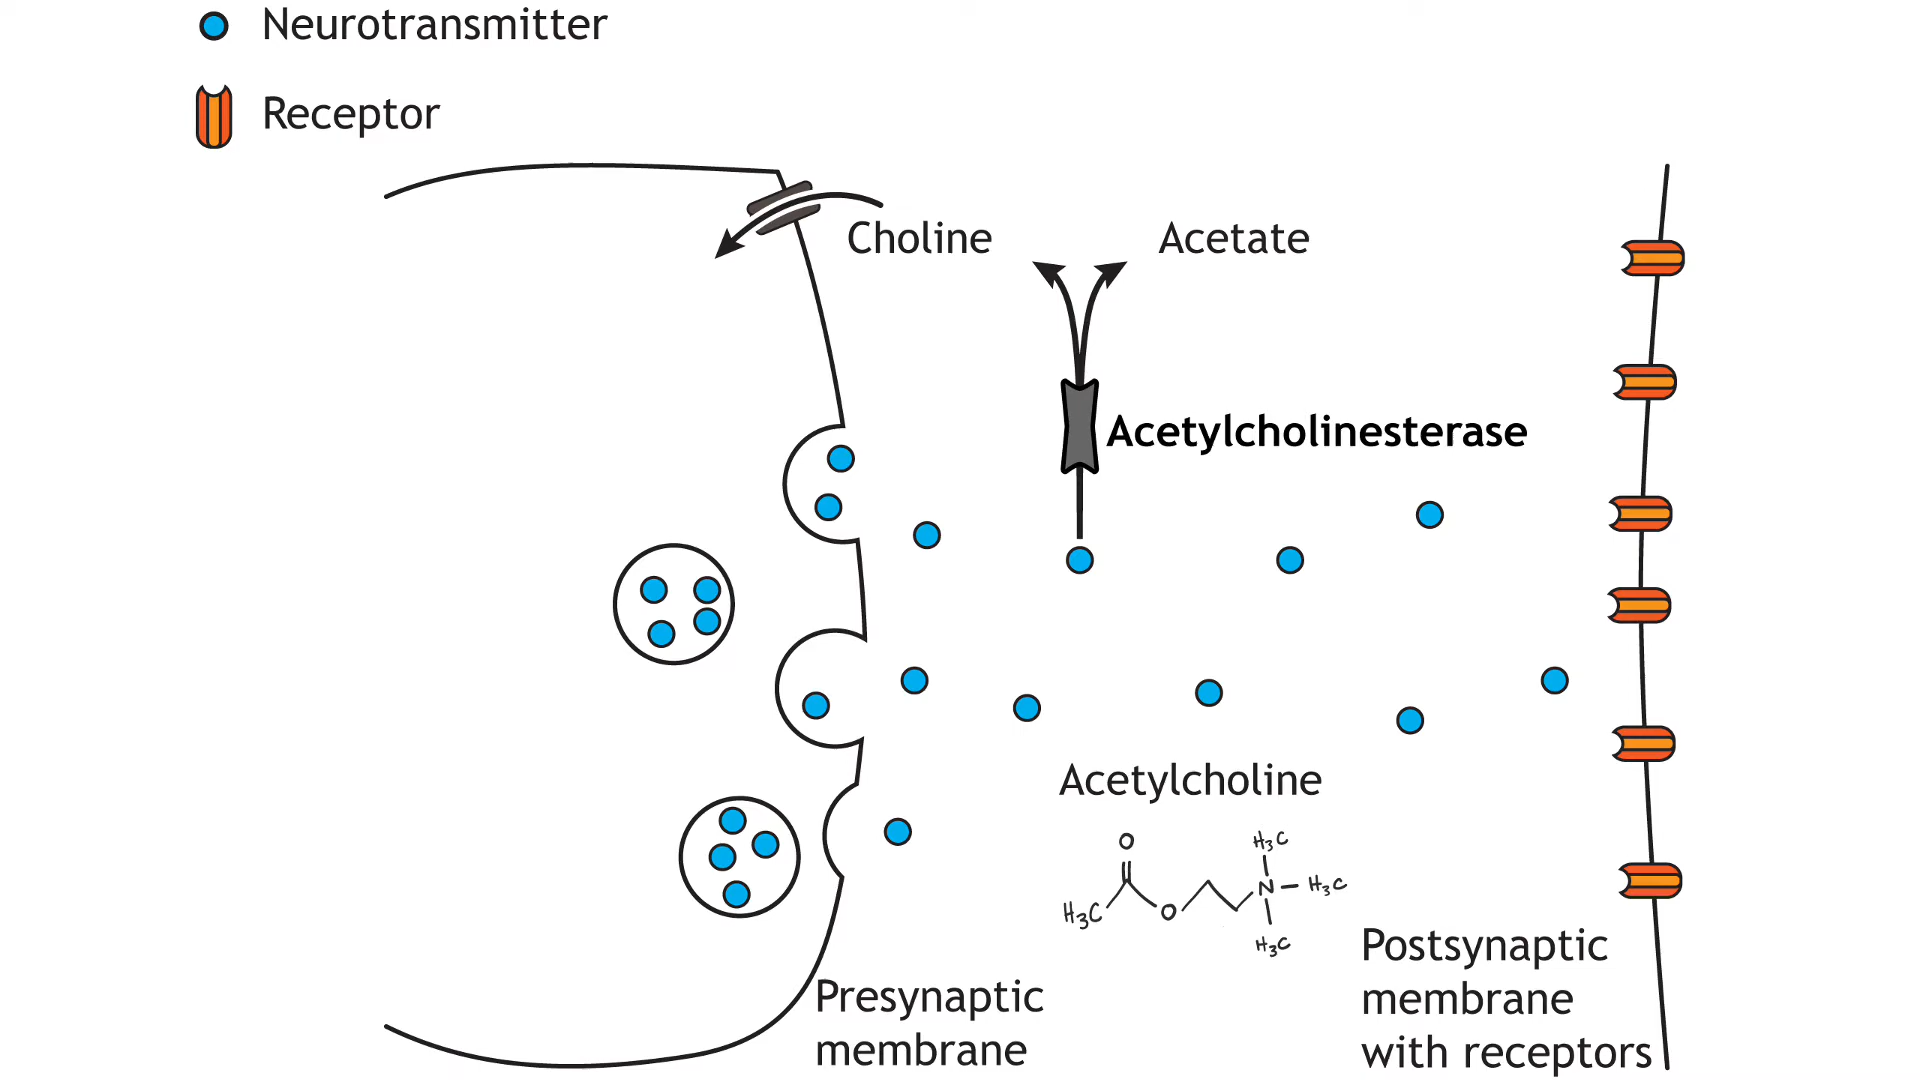 Neurotransmitter
Receptor
Choline
Acetate
Acetylcholinesterase
Acetylcholine
O
H₃C
H₃C
O
N
H₃C
H₃C
Presynaptic
membrane
Postsynaptic
membrane
with receptors